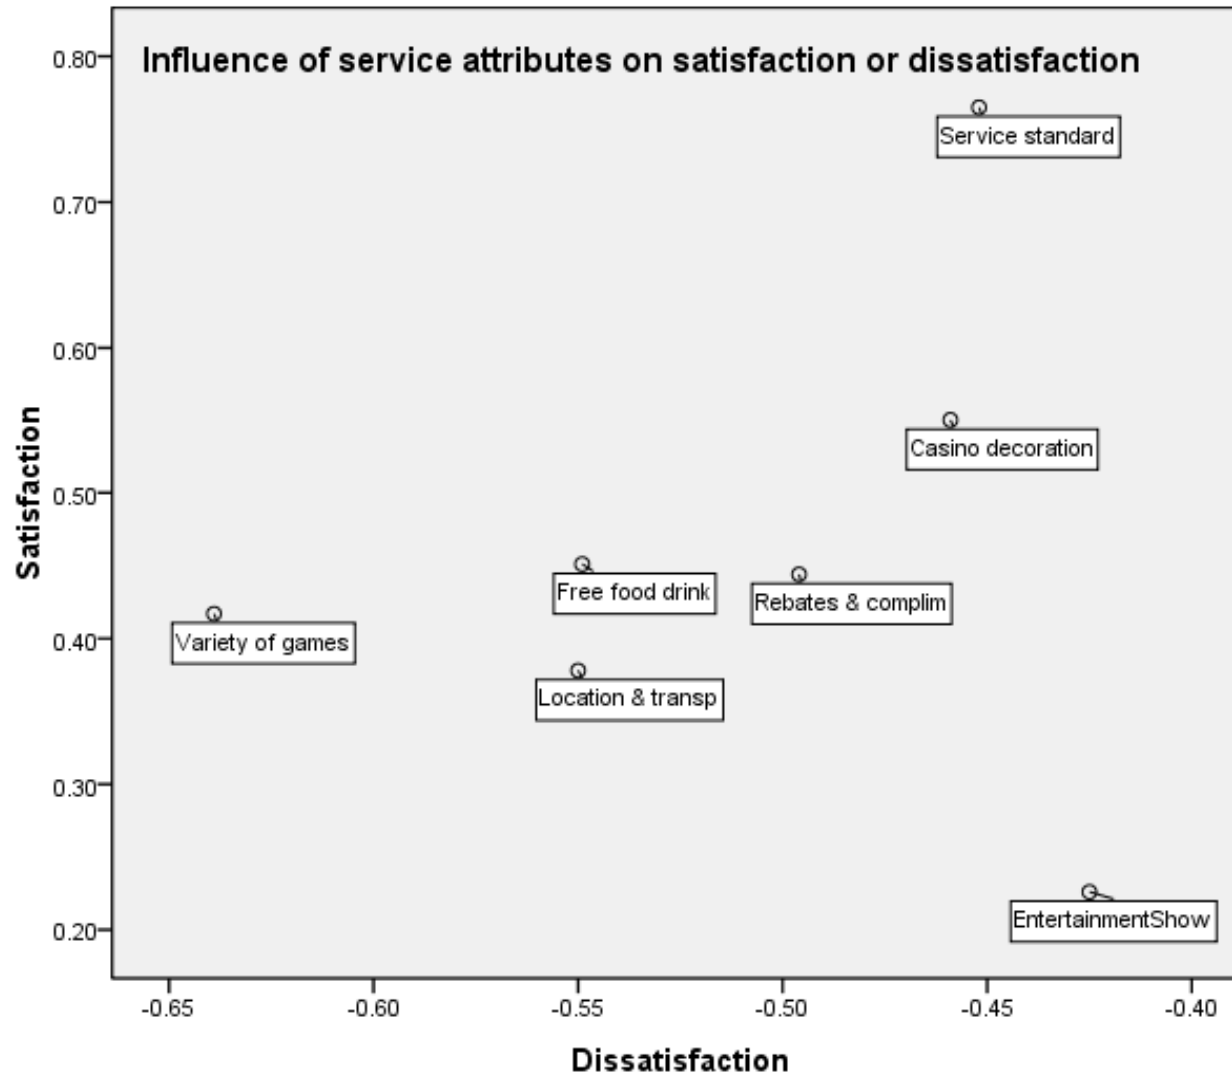 Influence of service attributes on satisfaction or dissatisfaction
0.80
Service standard
0.70
0.60
Casino decoration
0.50
Satisfaction
Free food drink
Rebates & complim
Variety of games
0.40
Location & transp
0.30
EntertainmentShow
0.20
-0.65 -0.60 -0.55 -0.50 -0.45 -0.40
Dissatisfaction